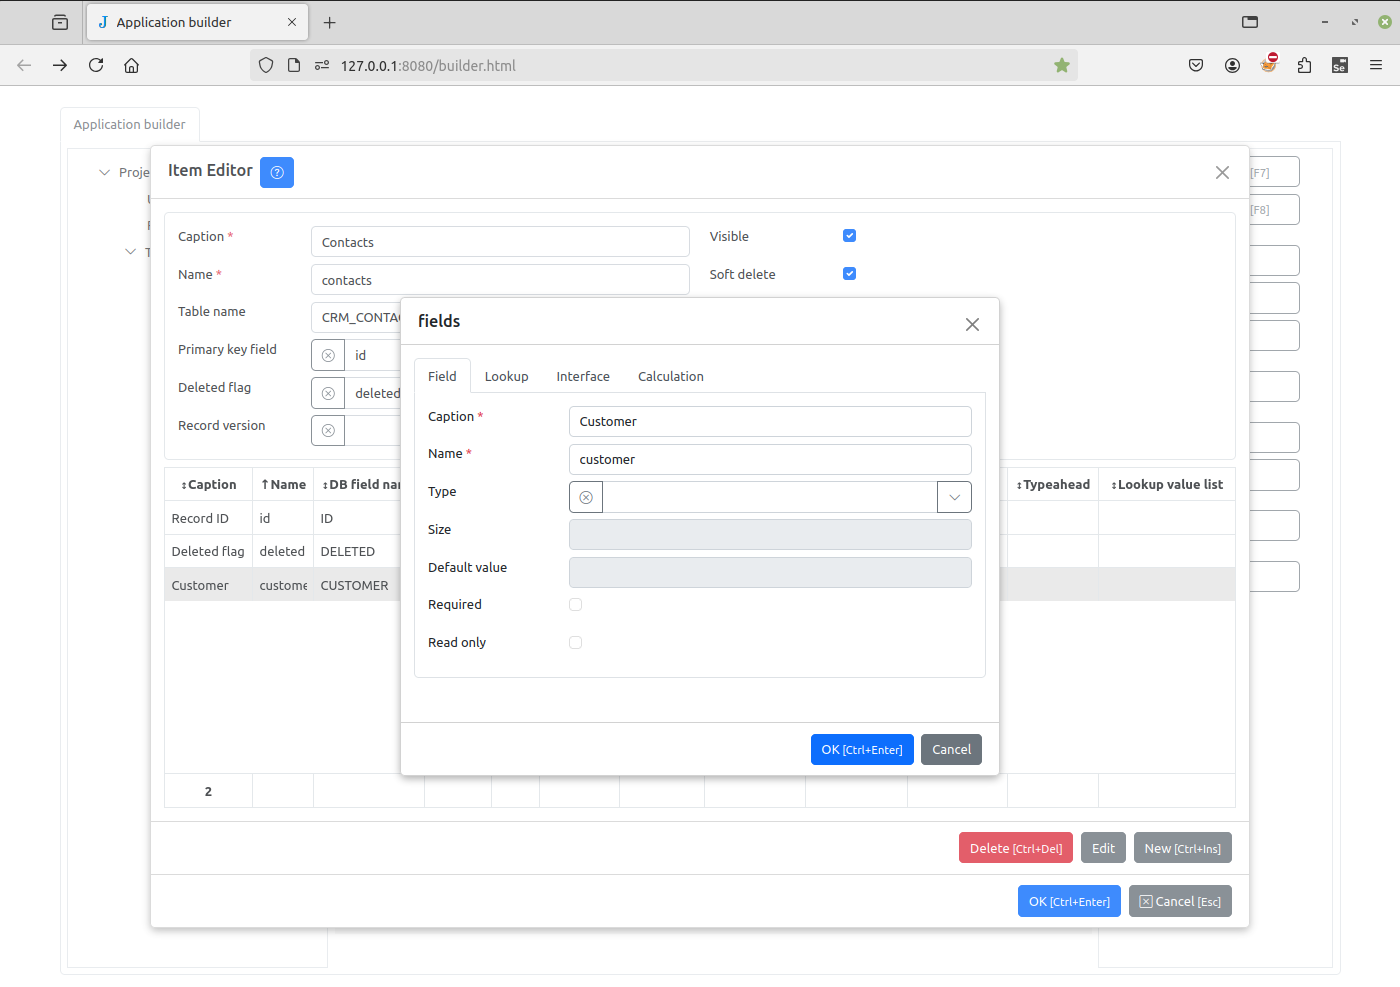 Application builder
127.0.0.1:8080/builder.html
Application builder
Item Editor
Proje
[F7]
[F8]
Caption *
Contacts
Visible
Name *
contacts
Soft delete
Table name
CRM_CONTA
Primary key field
id
Deleted flag
deleted
Record version
fields
Field
Lookup
Interface
Calculation
Caption *
Customer
Name *
customer
Type
Size
Default value
Required
Read only
OK [Ctrl+Enter]
Cancel
Caption
Name
DB field nar
Typeahead
Lookup value list
Record ID
id
ID
Deleted flag
deleted
DELETED
Customer
custome
CUSTOMER
2
Delete [Ctrl+Del]
Edit
New [Ctrl+Ins]
OK [Ctrl+Enter]
Cancel [Esc]